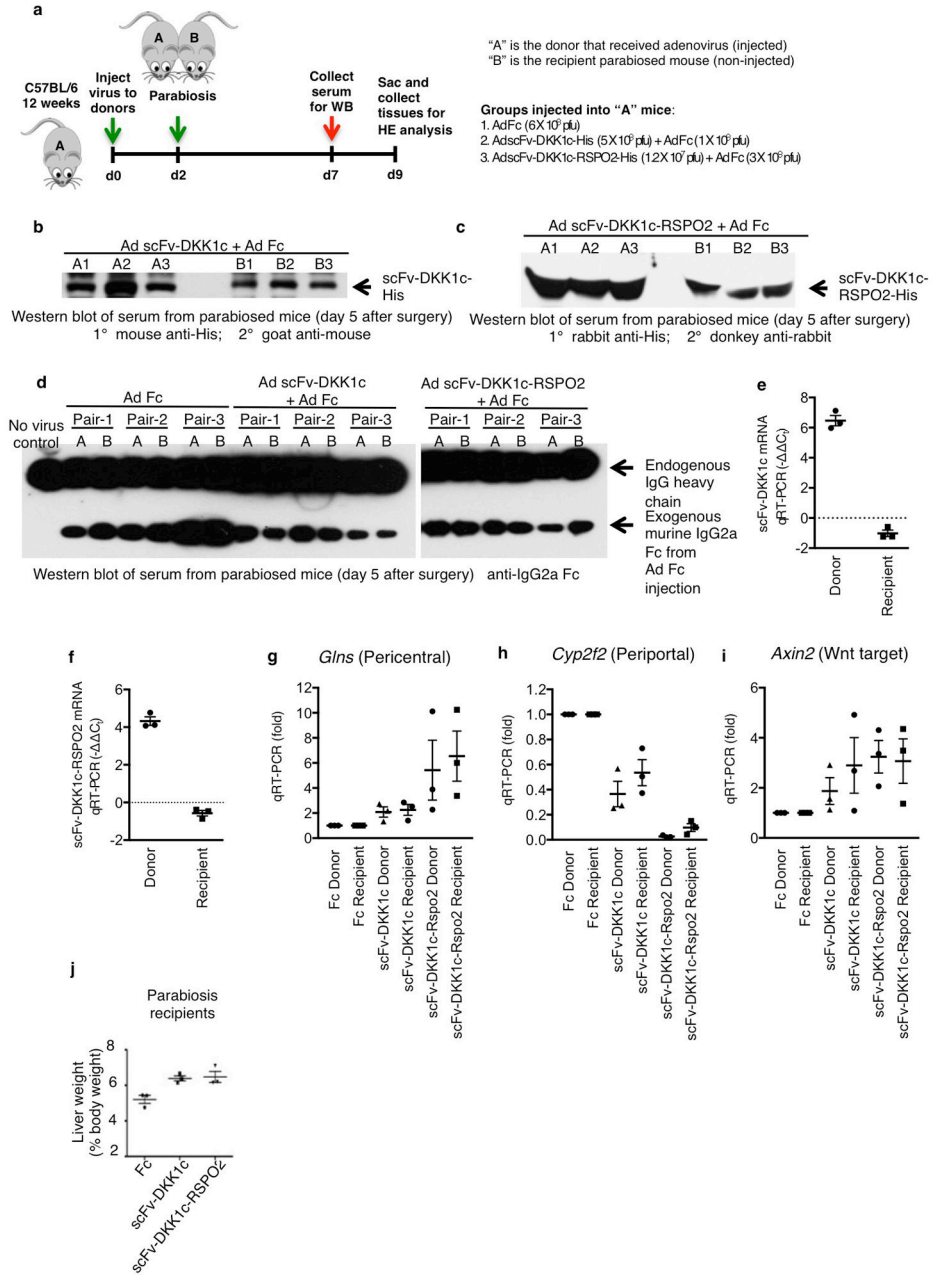 a
A B
"A" is the donor that received adenovirus (injected)
"B" is the recipient parabiosed mouse (non-injected)
C57BL/6
12 weeks
A
Inject
virus to
donors
Parabiosis
Collect
serum
for WB
Sac and
collect
tissues for
HE analysis
d0 d2 d7 d9
Groups injected into "A" mice:
1. AdFc (6X10⁹ pfu)
2. AdscFv-DKK1c-His (5X10⁹ pfu) + AdFc (1X10⁹ pfu)
3. AdscFv-DKK1c-RSPO2-His (1.2X10⁷ pfu) + AdFc (3X10⁹ pfu)
b
Ad scFv-DKK1c + Ad Fc
A1 A2 A3 B1 B2 B3
scFv-DKK1c-
His
Western blot of serum from parabiosed mice (day 5 after surgery)
1° mouse anti-His; 2° goat anti-mouse
c
Ad scFv-DKK1c-RSPO2 + Ad Fc
A1 A2 A3 B1 B2 B3
scFv-DKK1c-
RSPO2-His
Western blot of serum from parabiosed mice (day 5 after surgery)
1° rabbit anti-His; 2° donkey anti-rabbit
d
Ad Fc
Ad scFv-DKK1c
+ Ad Fc
Ad scFv-DKK1c-RSPO2
+ Ad Fc
No virus
control
Pair-1 Pair-2 Pair-3 Pair-1 Pair-2 Pair-3 Pair-1 Pair-2 Pair-3
A B A B A B A B A B A B A B A B A B
Endogenous
IgG heavy
chain
Exogenous
murine IgG2a
Fc from
Ad Fc
injection
Western blot of serum from parabiosed mice (day 5 after surgery) anti-IgG2a Fc
e
scFv-DKK1c mRNA
qRT-PCR (-ΔΔCt)
8
6
4
2
0
-2
Donor
Recipient
f
scFv-DKK1c-RSPO2 mRNA
qRT-PCR (-ΔΔCt)
6
4
2
0
-2
Donor
Recipient
g
Glns (Pericentral)
qRT-PCR (fold)
12
10
8
6
4
2
0
Fc Donor
Fc Recipient
scFv-DKK1c Donor
scFv-DKK1c Recipient
scFv-DKK1c-Rspo2 Donor
scFv-DKK1c-Rspo2 Recipient
h
Cyp2f2 (Periportal)
qRT-PCR (fold)
1.2
1.0
0.8
0.6
0.4
0.2
0.0
Fc Donor
Fc Recipient
scFv-DKK1c Donor
scFv-DKK1c Recipient
scFv-DKK1c-Rspo2 Donor
scFv-DKK1c-Rspo2 Recipient
i
Axin2 (Wnt target)
qRT-PCR (fold)
6
4
2
0
Fc Donor
Fc Recipient
scFv-DKK1c Donor
scFv-DKK1c Recipient
scFv-DKK1c-Rspo2 Donor
scFv-DKK1c-Rspo2 Recipient
j
Parabiosis
recipients
Liver weight
(% body weight)
8
6
4
2
Fc
scFv-DKK1c
scFv-DKK1c-RSPO2